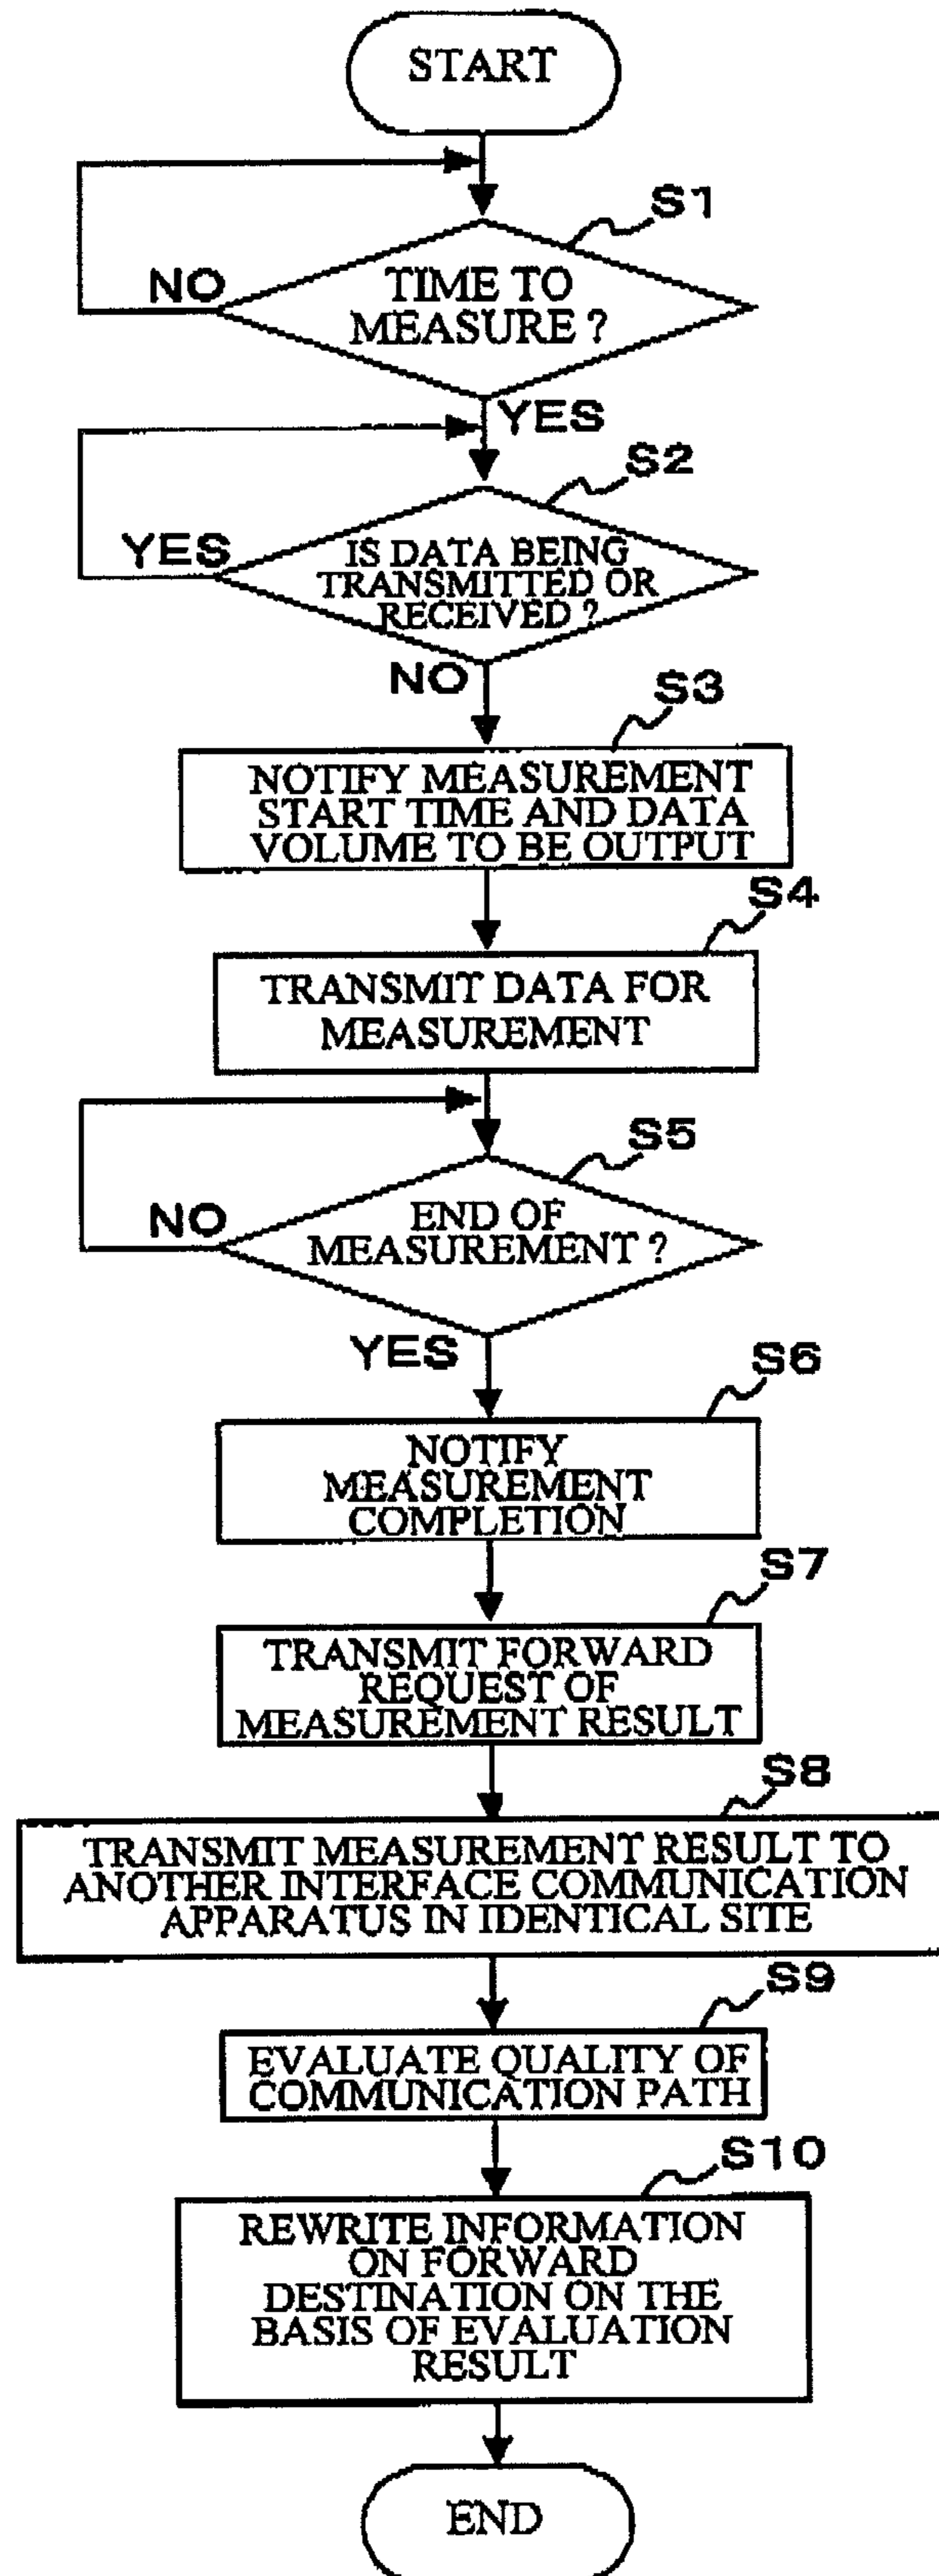 START
S1
NO
TIME TO
MEASURE ?
YES
S2
YES
IS DATA BEING
TRANSMITTED OR
RECEIVED ?
NO
S3
NOTIFY MEASUREMENT
START TIME AND DATA
VOLUME TO BE OUTPUT
S4
TRANSMIT DATA FOR
MEASUREMENT
S5
NO
END OF
MEASUREMENT ?
YES
S6
NOTIFY
MEASUREMENT
COMPLETION
S7
TRANSMIT FORWARD
REQUEST OF
MEASUREMENT RESULT
S8
TRANSMIT MEASUREMENT RESULT TO
ANOTHER INTERFACE COMMUNICATION
APPARATUS IN IDENTICAL SITE
S9
EVALUATE QUALITY OF
COMMUNICATION PATH
S10
REWRITE INFORMATION
ON FORWARD
DESTINATION ON THE
BASIS OF EVALUATION
RESULT
END